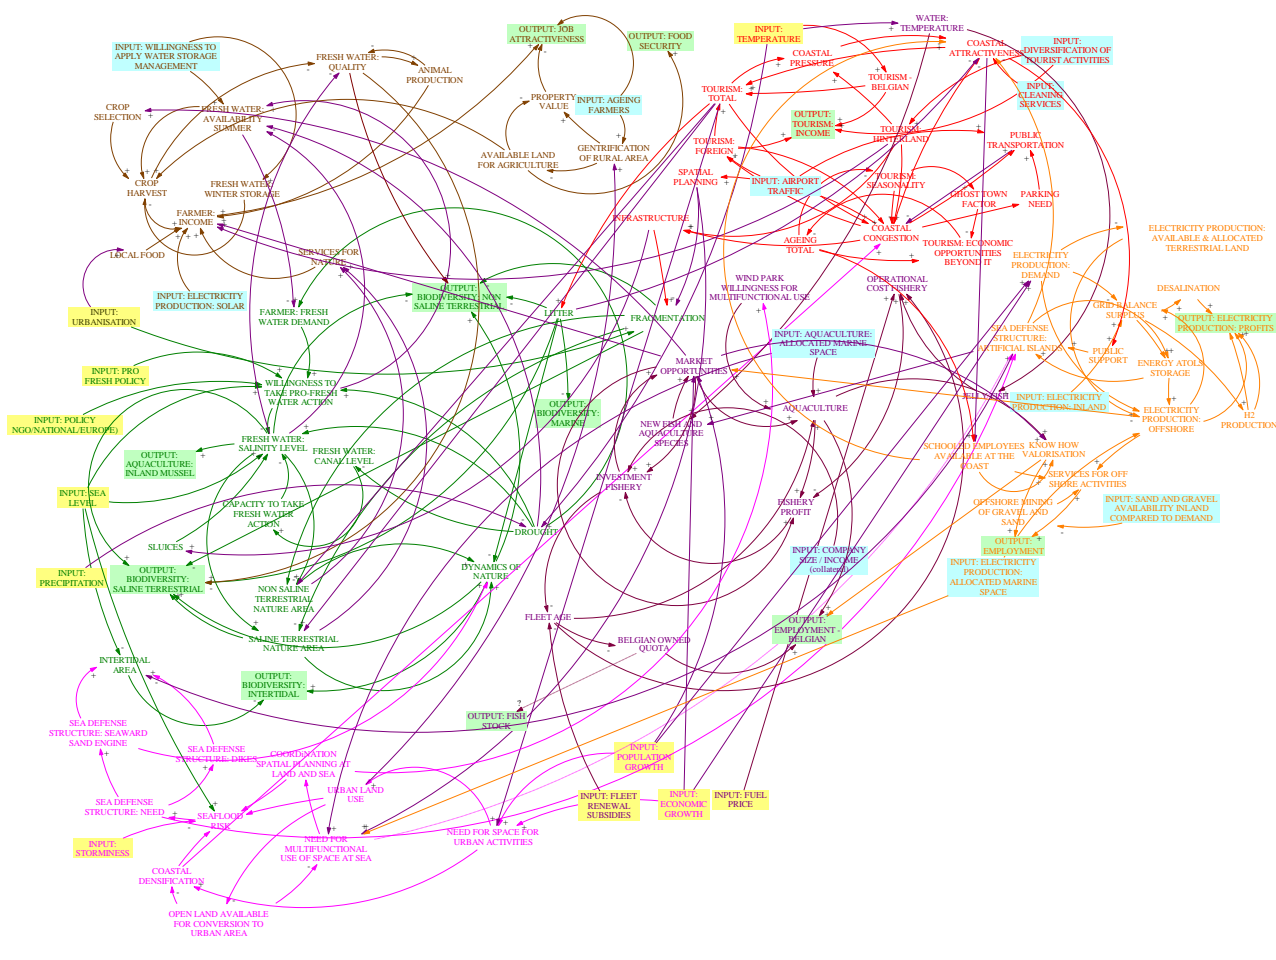 INPUT: WILLINGNESS TO
APPLY WATER STORAGE
MANAGEMENT
FRESH WATER:
QUALITY
ANIMAL
PRODUCTION
OUTPUT: JOB
ATTRACTIVENESS
OUTPUT: FOOD
SECURITY
INPUT:
TEMPERATURE
WATER:
TEMPERATURE
COASTAL
PRESSURE
COASTAL
ATTRACTIVENESS
INPUT:
DIVERSIFICATION OF
TOURIST ACTIVITIES
TOURISM -
BELGIAN
TOURISM:
TOTAL
INPUT:
CLEANING
SERVICES
CROP
SELECTION
FRESH WATER:
AVAILABILITY
SUMMER
PROPERTY
VALUE
INPUT: AGEING
FARMERS
OUTPUT:
TOURISM:
INCOME
TOURISM:
HINTERLAND
PUBLIC
TRANSPORTATION
TOURISM:
FOREIGN
AVAILABLE LAND
FOR AGRICULTURE
GENTRIFICATION
OF RURAL AREA
SPATIAL
PLANNING
INPUT: AIRPORT
TRAFFIC
TOURISM:
SEASONALITY
GHOST TOWN
FACTOR
PARKING
NEED
CROP
HARVEST
FRESH WATER:
WINTER STORAGE
FARMER:
INCOME
INFRASTRUCTURE
AGEING
TOTAL
COASTAL
CONGESTION
TOURISM: ECONOMIC
OPPORTUNITIES
BEYOND IT
ELECTRICITY PRODUCTION:
AVAILABLE & ALLOCATED
TERRESTRIAL LAND
LOCAL FOOD
SERVICES FOR
NATURE
ELECTRICITY
PRODUCTION:
DEMAND
INPUT: ELECTRICITY
PRODUCTION: SOLAR
OUTPUT:
BIODIVERSITY: NON
SALINE TERRESTRIAL
WIND PARK
WILLINGNESS FOR
MULTIFUNCTIONAL USE
OPERATIONAL
COST FISHERY
GRID BALANCE
SURPLUS
DESALINATION
INPUT:
URBANISATION
FARMER: FRESH
WATER DEMAND
LITTER
FRAGMENTATION
OUTPUT: ELECTRICITY
PRODUCTION: PROFITS
INPUT: AQUACULTURE:
ALLOCATED MARINE
SPACE
SEA DEFENSE
STRUCTURE:
ARTIFICIAL ISLANDS
PUBLIC
SUPPORT
ENERGY ATOLS
STORAGE
INPUT: PRO
FRESH POLICY
MARKET
OPPORTUNITIES
WILLINGNESS TO
TAKE PRO-FRESH
WATER ACTION
JELLY FISH
INPUT: ELECTRICITY
PRODUCTION: INLAND
OUTPUT:
BIODIVERSITY:
MARINE
AQUACULTURE
ELECTRICITY
PRODUCTION:
OFFSHORE
H2
PRODUCTION
INPUT: POLICY
NGO/NATIONAL/EUROPE)
NEW FISH AND
AQUACULTURE
SPECIES
FRESH WATER:
SALINITY LEVEL
FRESH WATER:
CANAL LEVEL
SCHOOLED EMPLOYEES
AVAILABLE AT THE
COAST
KNOW HOW
VALORISATION
OUTPUT:
AQUACULTURE:
INLAND MUSSEL
INVESTMENT
FISHERY
SERVICES FOR OFF
SHORE ACTIVITIES
INPUT: SEA
LEVEL
CAPACITY TO TAKE
FRESH WATER
ACTION
FISHERY
PROFIT
OFFSHORE MINING
OF GRAVEL AND
SAND
INPUT: SAND AND GRAVEL
AVAILABILITY INLAND
COMPARED TO DEMAND
DROUGHT
SLUICES
OUTPUT:
EMPLOYMENT
INPUT: COMPANY
SIZE / INCOME
(collateral)
INPUT:
PRECIPITATION
OUTPUT:
BIODIVERSITY:
SALINE TERRESTRIAL
DYNAMICS OF
NATURE
INPUT: ELECTRICITY
PRODUCTION:
ALLOCATED MARINE
SPACE
NON SALINE
TERRESTRIAL
NATURE AREA
FLEET AGE
OUTPUT:
EMPLOYMENT -
BELGIAN
SALINE TERRESTRIAL
NATURE AREA
BELGIAN OWNED
QUOTA
INTERTIDAL
AREA
OUTPUT:
BIODIVERSITY:
INTERTIDAL
OUTPUT: FISH
STOCK
SEA DEFENSE
STRUCTURE: SEAWARD
SAND ENGINE
SEA DEFENSE
STRUCTURE: DIKES
COORDINATION
SPATIAL PLANNING AT
LAND AND SEA
INPUT:
POPULATION
GROWTH
URBAN LAND
USE
SEA DEFENSE
STRUCTURE: NEED
SEAFLOOD
RISK
INPUT: FLEET
RENEWAL
SUBSIDIES
INPUT:
ECONOMIC
GROWTH
INPUT: FUEL
PRICE
INPUT:
STORMINESS
NEED FOR
MULTIFUNCTIONAL
USE OF SPACE AT SEA
NEED FOR SPACE FOR
URBAN ACTIVITIES
COASTAL
DENSIFICATION
OPEN LAND AVAILABLE
FOR CONVERSION TO
URBAN AREA